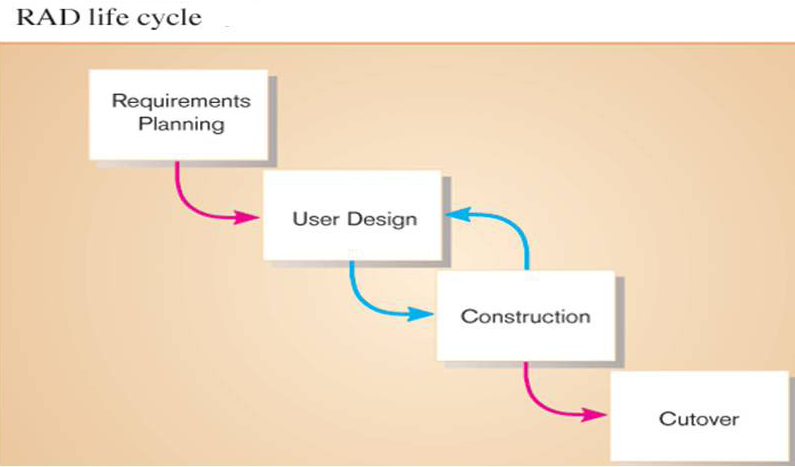 RAD life cycle
Requirements
Planning
User Design
Construction
Cutover